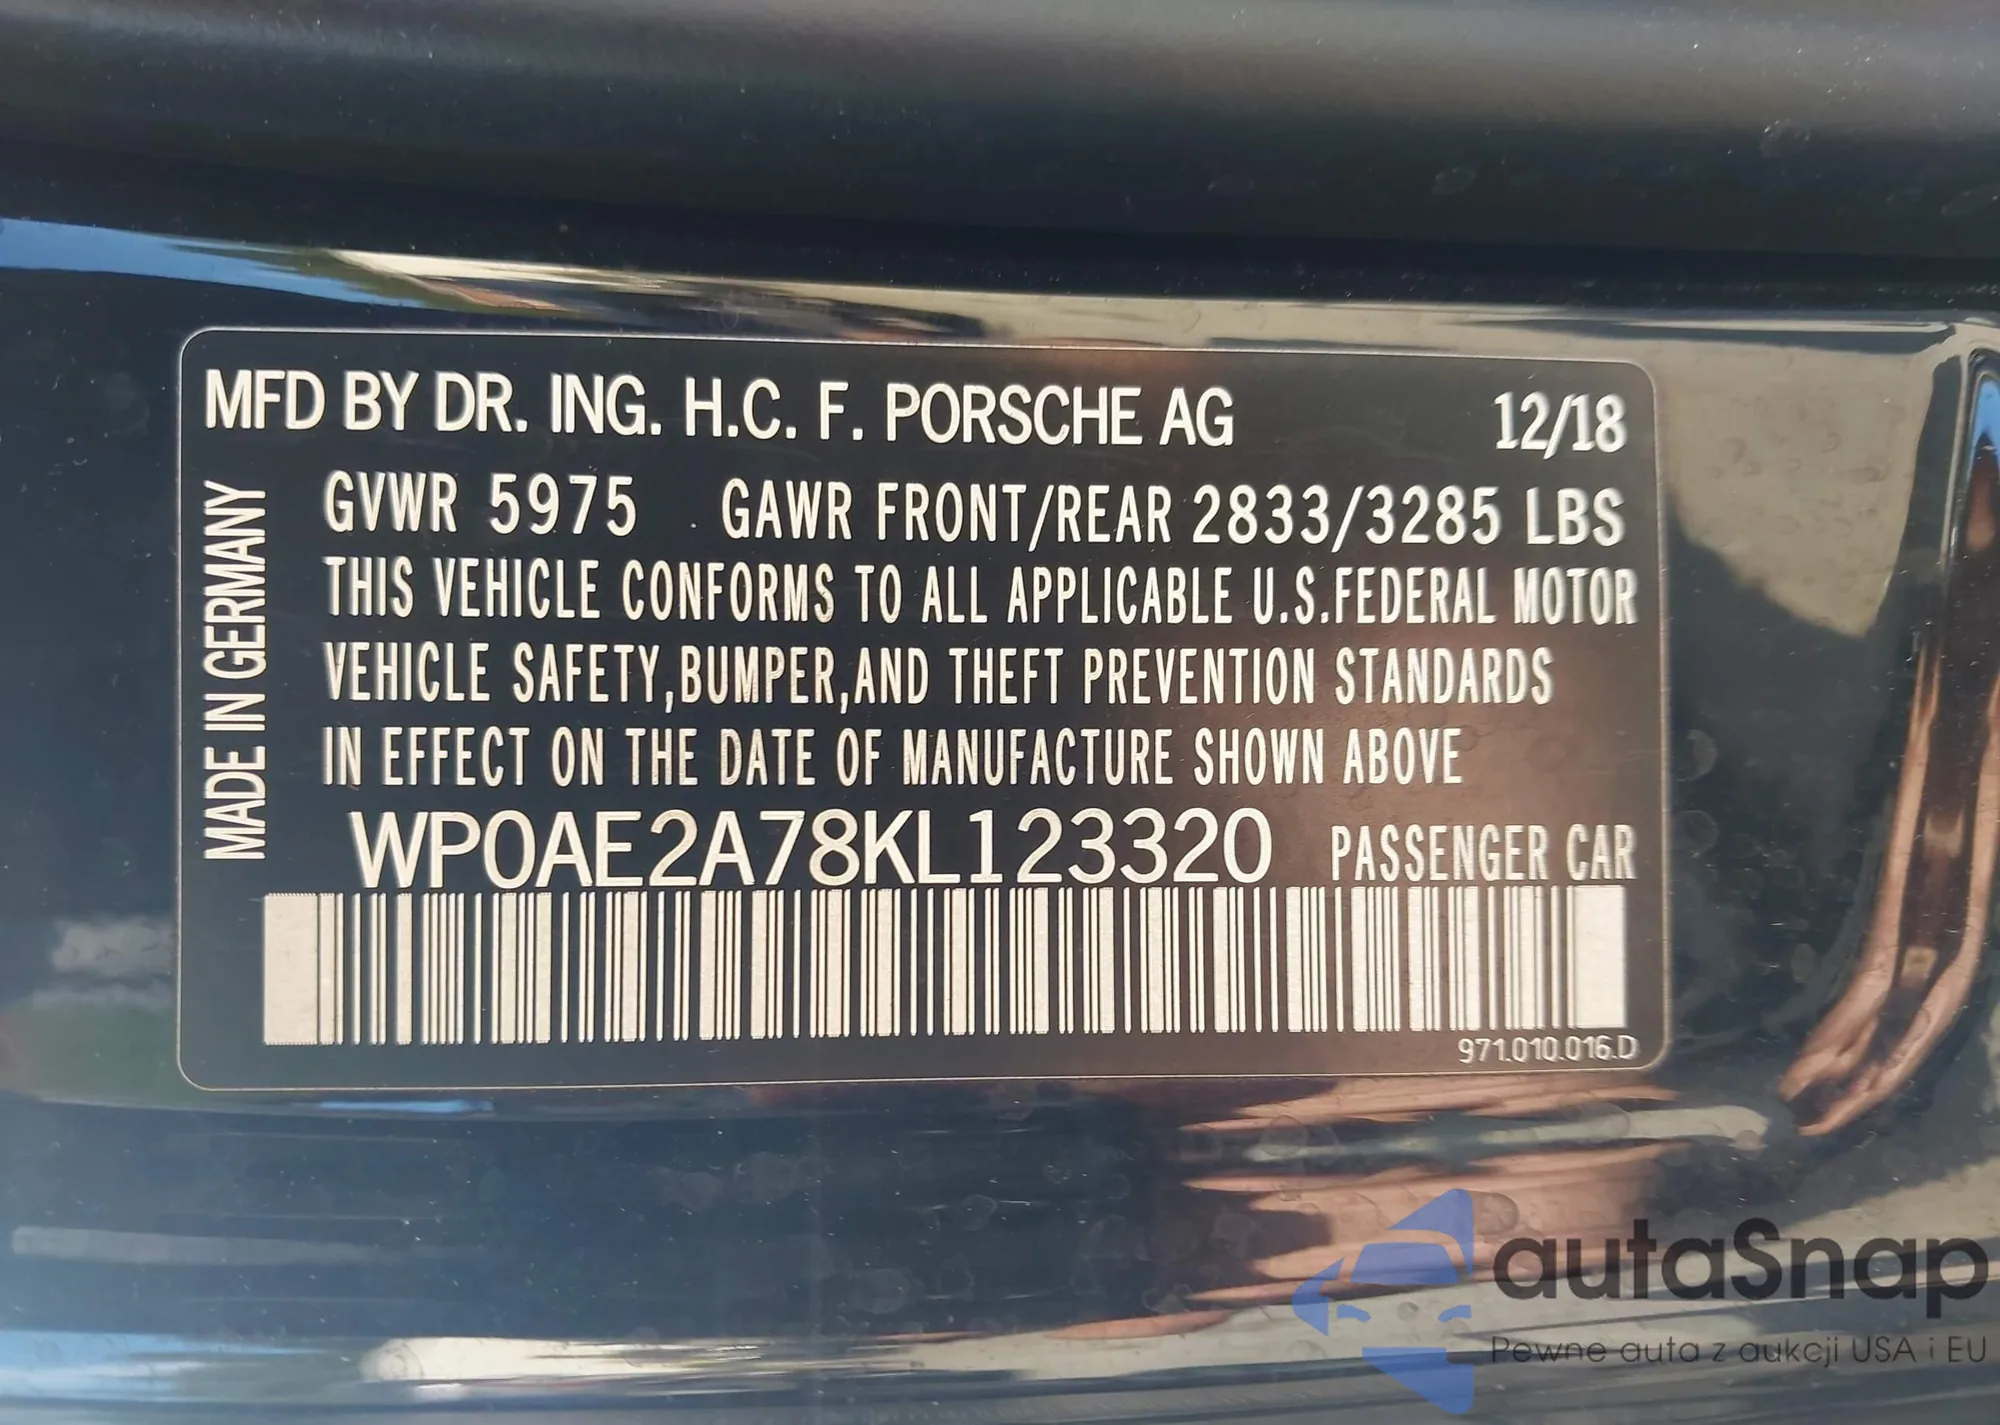 MFD BY DR. ING. H.C. F. PORSCHE AG 12/18
GVWR 5975 GAWR FRONT/REAR 2833/3285 LBS
THIS VEHICLE CONFORMS TO ALL APPLICABLE U.S.FEDERAL MOTOR
VEHICLE SAFETY,BUMPER,AND THEFT PREVENTION STANDARDS
IN EFFECT ON THE DATE OF MANUFACTURE SHOWN ABOVE
WP0AE2A78KL123320 PASSENGER CAR
971.010.016.D
MADE IN GERMANY
autaSnap
Pewne auta z aukcji USA i EU